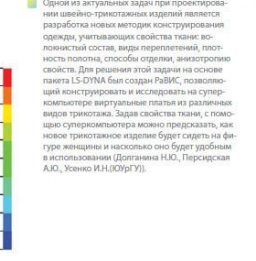 Одной из актуальных задач при проектирова-
нии швейно-трикотажных изделий является
разработка новых методик конструирования
одежды, учитывающих свойства ткани: во-
локнистый состав, виды переплетений, плот-
ность полотна, способы отделки, анизотропию
свойств. Для решения этой задачи на основе
пакета LS-DYNA был создан РаВИС, позволяю-
щий конструировать и исследовать на супер-
компьютере виртуальные платья из различных
видов трикотажа. Задав свойства ткани, с помо-
щью суперкомпьютера можно предсказать, как
новое трикотажное изделие будет сидеть на фи-
гуре женщины и насколько оно будет удобным
в использовании (Долганина Н.Ю., Персидская
А.Ю., Усенко И.Н.(ЮУрГУ)).